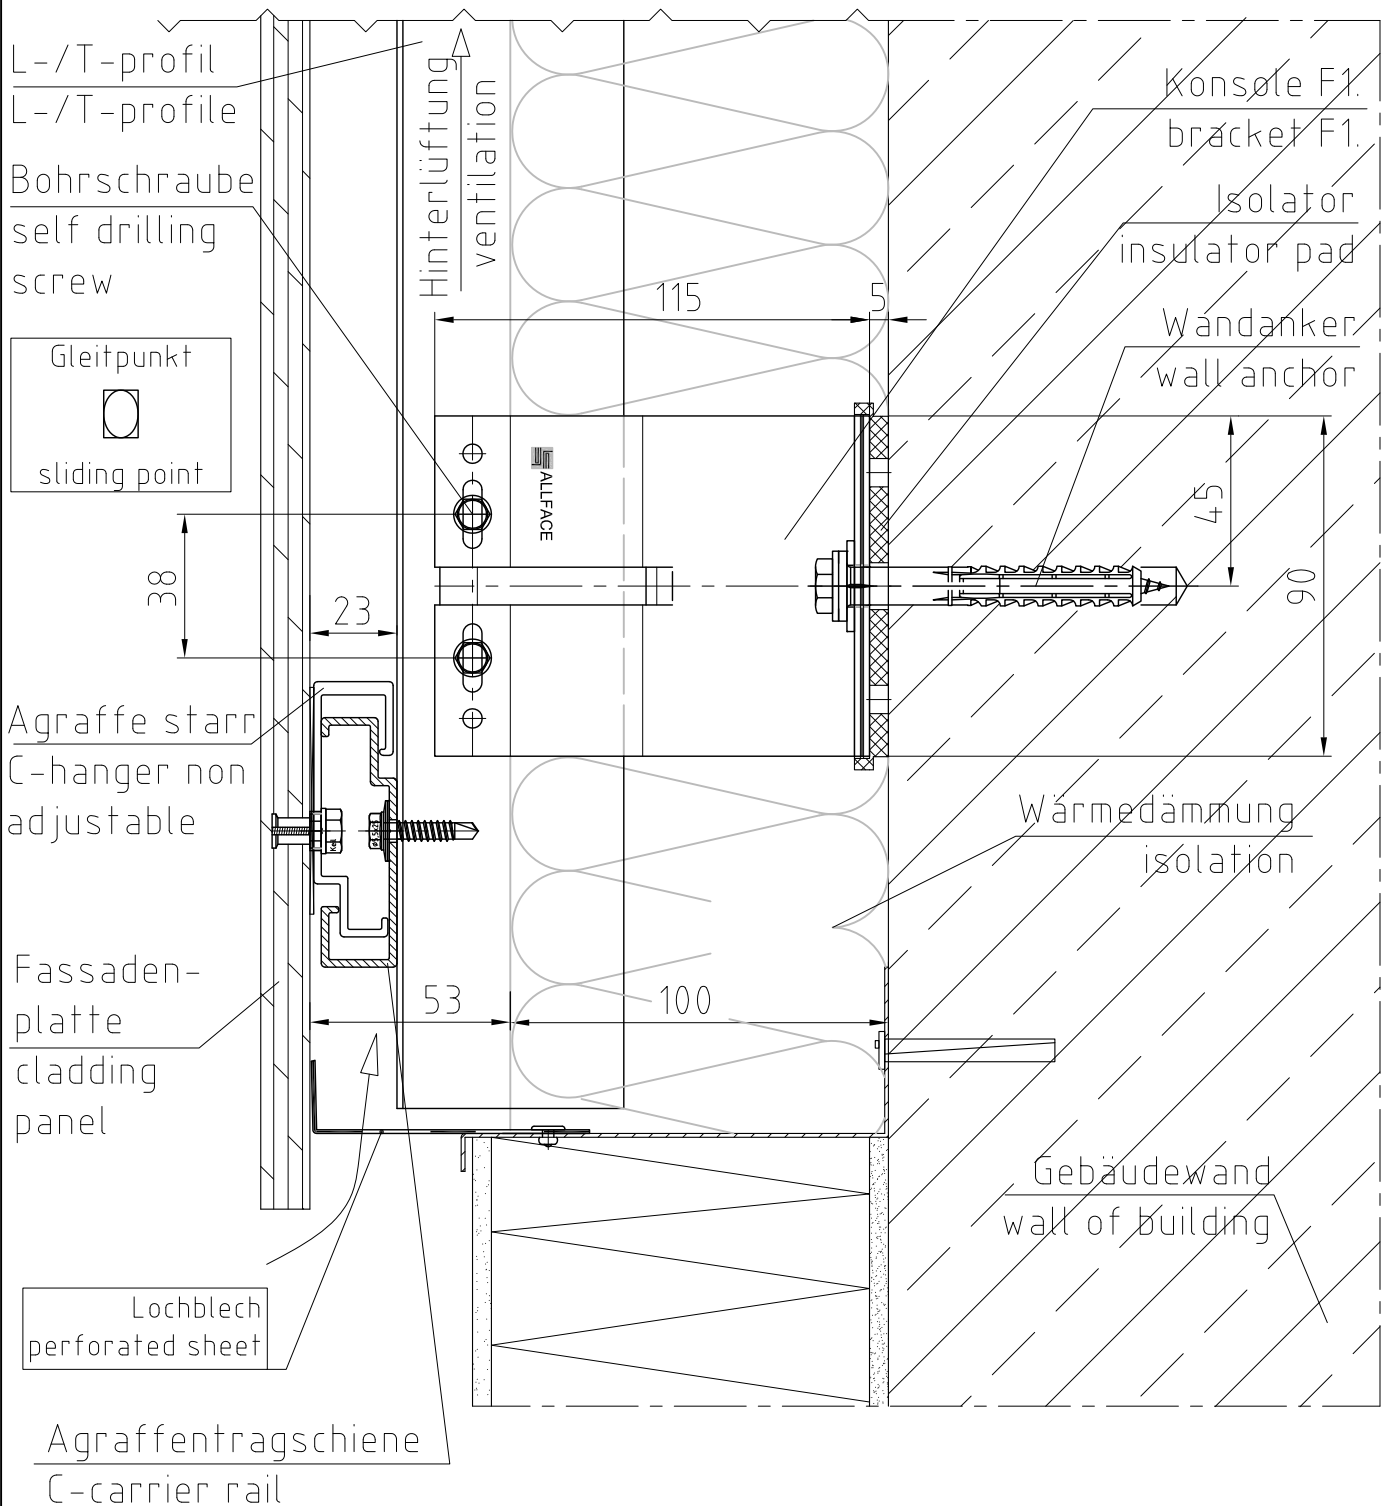 L-/T-profil
L-/T-profile
Bohrschraube
self drilling
screw
Gleitpunkt
sliding point
Hinterlüftung
ventilation
Konsole F1.
bracket F1.
Isolator
insulator pad
Wandanker
wall anchor
115
5
ALLFACE
45
90
38
23
Agraffe starr
C-hanger non
adjustable
Wärmedämmung
isolation
Fassaden-
platte
cladding
panel
53
100
Gebäudewand
wall of building
Lochblech
perforated sheet
Agraffentragschiene
C-carrier rail